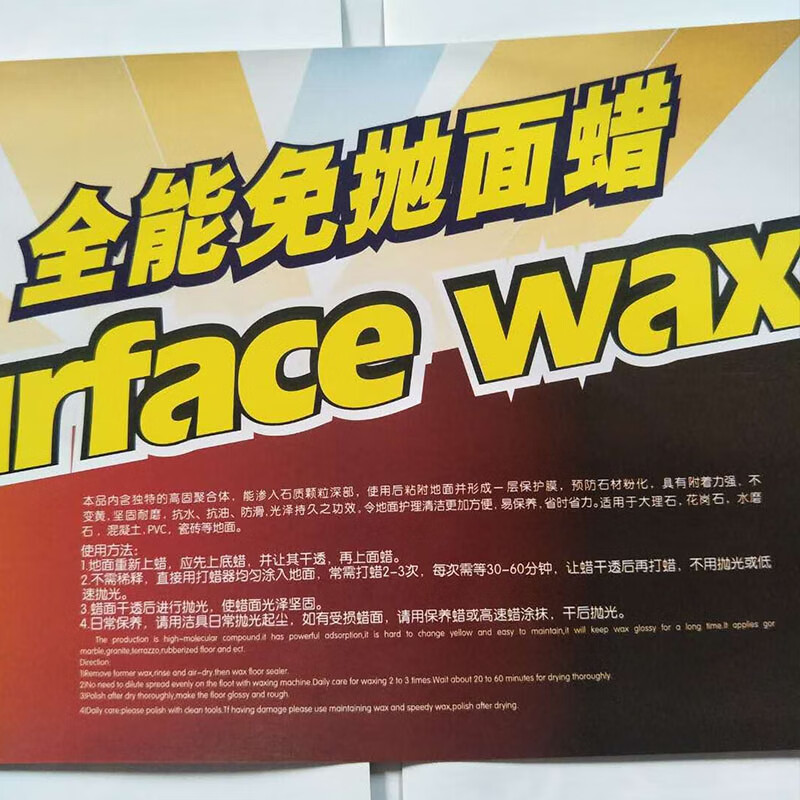 全能免抛面蜡
urface wax
本品内含独特的高固聚合体，能渗入石质颗粒深部，使用后粘附地面并形成一层保护膜，预防石材粉化，具有附着力强、不
变黄，坚固耐磨，抗水、抗油、防滑，光泽持久之功效，令地面护理清洁更加方便，易保养，省时省力。适用于大理石，花岗石，水磨
石，混凝土，PVC，瓷砖等地面。
使用方法：
1.地面重新上蜡，应先上底蜡，并让其干透，再上面蜡。
2.不需稀释，直接用打蜡器均匀涂入地面，常需打蜡2-3次，每次需等30-60分钟，让蜡干透后再打蜡，不用抛光或低
速抛光。
3.蜡面干透后进行抛光，使蜡面光泽坚固。
4.日常保养，请用洁具日常抛光起尘，如有受损蜡面，请用保养蜡或高速蜡涂抹，干后抛光。
The production is high-molecular compound.it has powerful adsorption,it is hard to change yellow and easy to maintain,it will keep wax glossy for a long time.It applies gor
marble,granite,terrazzo,rubberized floor and ect.
Direction:
1)Remove former wax,rinse and air-dry.then wax floor sealer.
2)No need to dilute spread evenly on the floot with waxing machine.Daily care for waxing 2 to 3 times.Wait about 20 to 60 minutes for drying thoroughly.
3)Polish after dry thoroughly,make the floor glossy and rough.
4)Daily care:please polish with clean tools.Tf having damage please use maintaining wax and speedy wax,polish after drying.